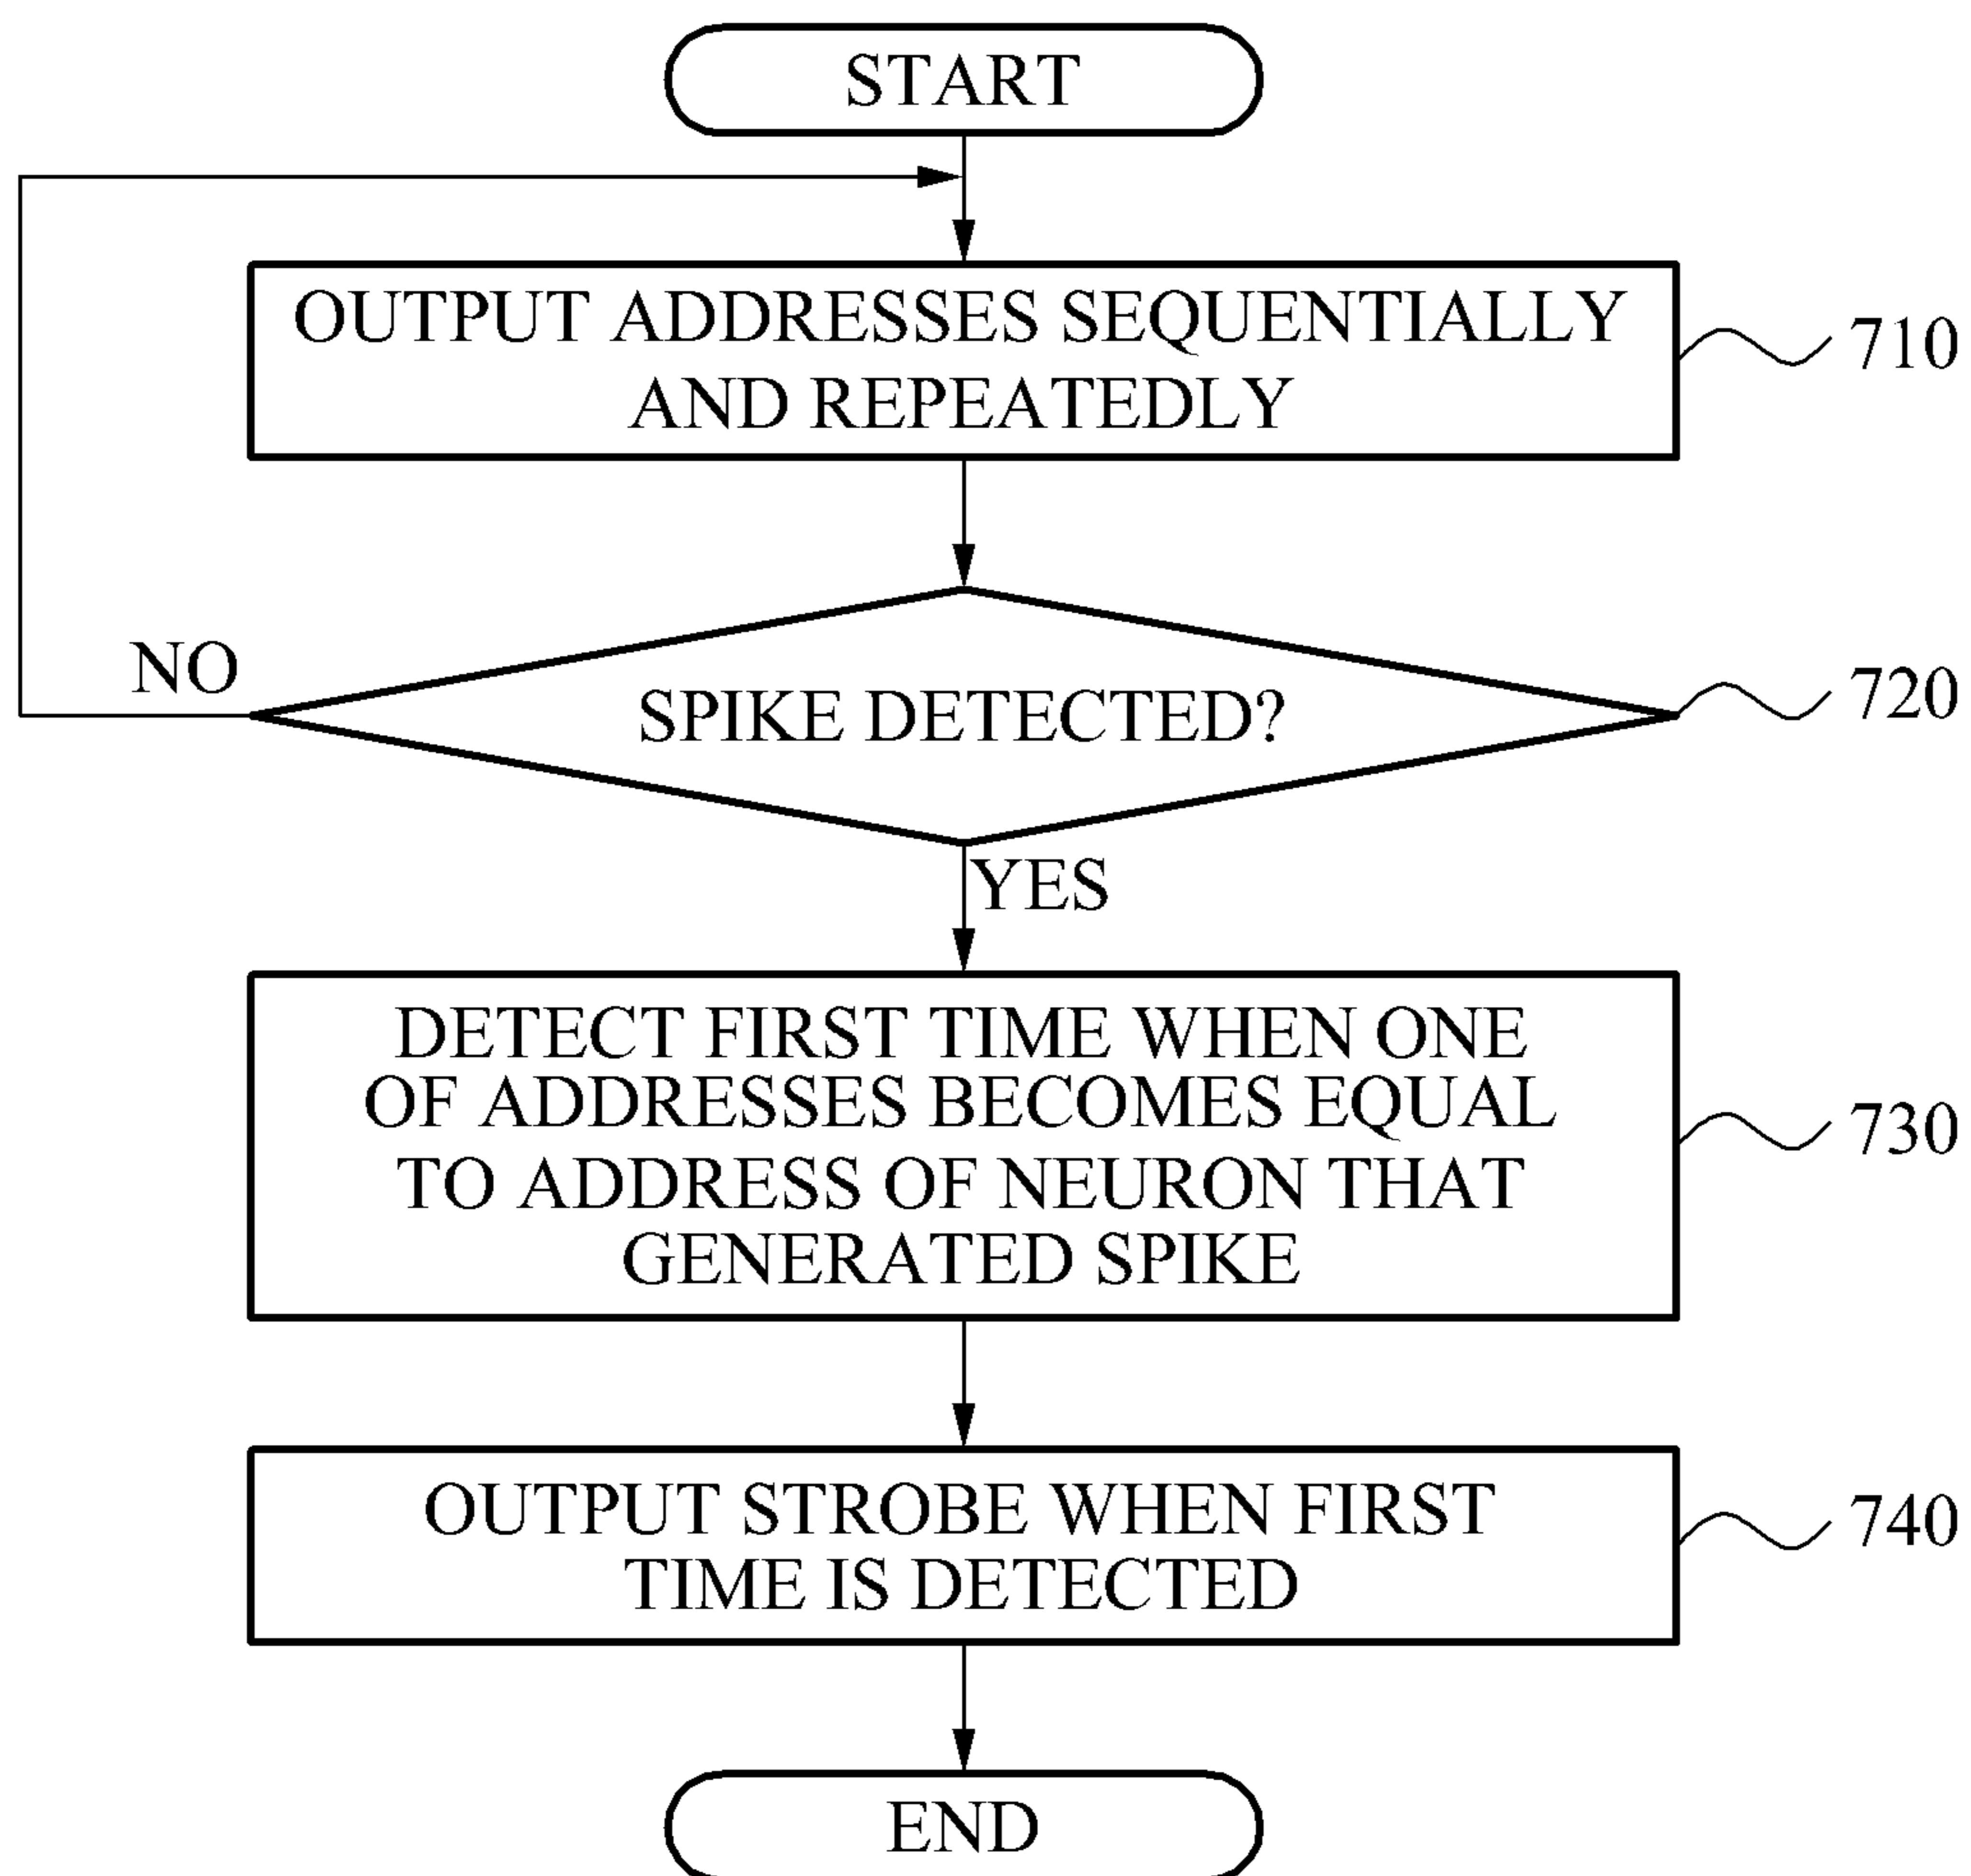 START
OUTPUT ADDRESSES SEQUENTIALLY
AND REPEATEDLY
710
NO
SPIKE DETECTED?
720
YES
DETECT FIRST TIME WHEN ONE
OF ADDRESSES BECOMES EQUAL
TO ADDRESS OF NEURON THAT
GENERATED SPIKE
730
OUTPUT STROBE WHEN FIRST
TIME IS DETECTED
740
END